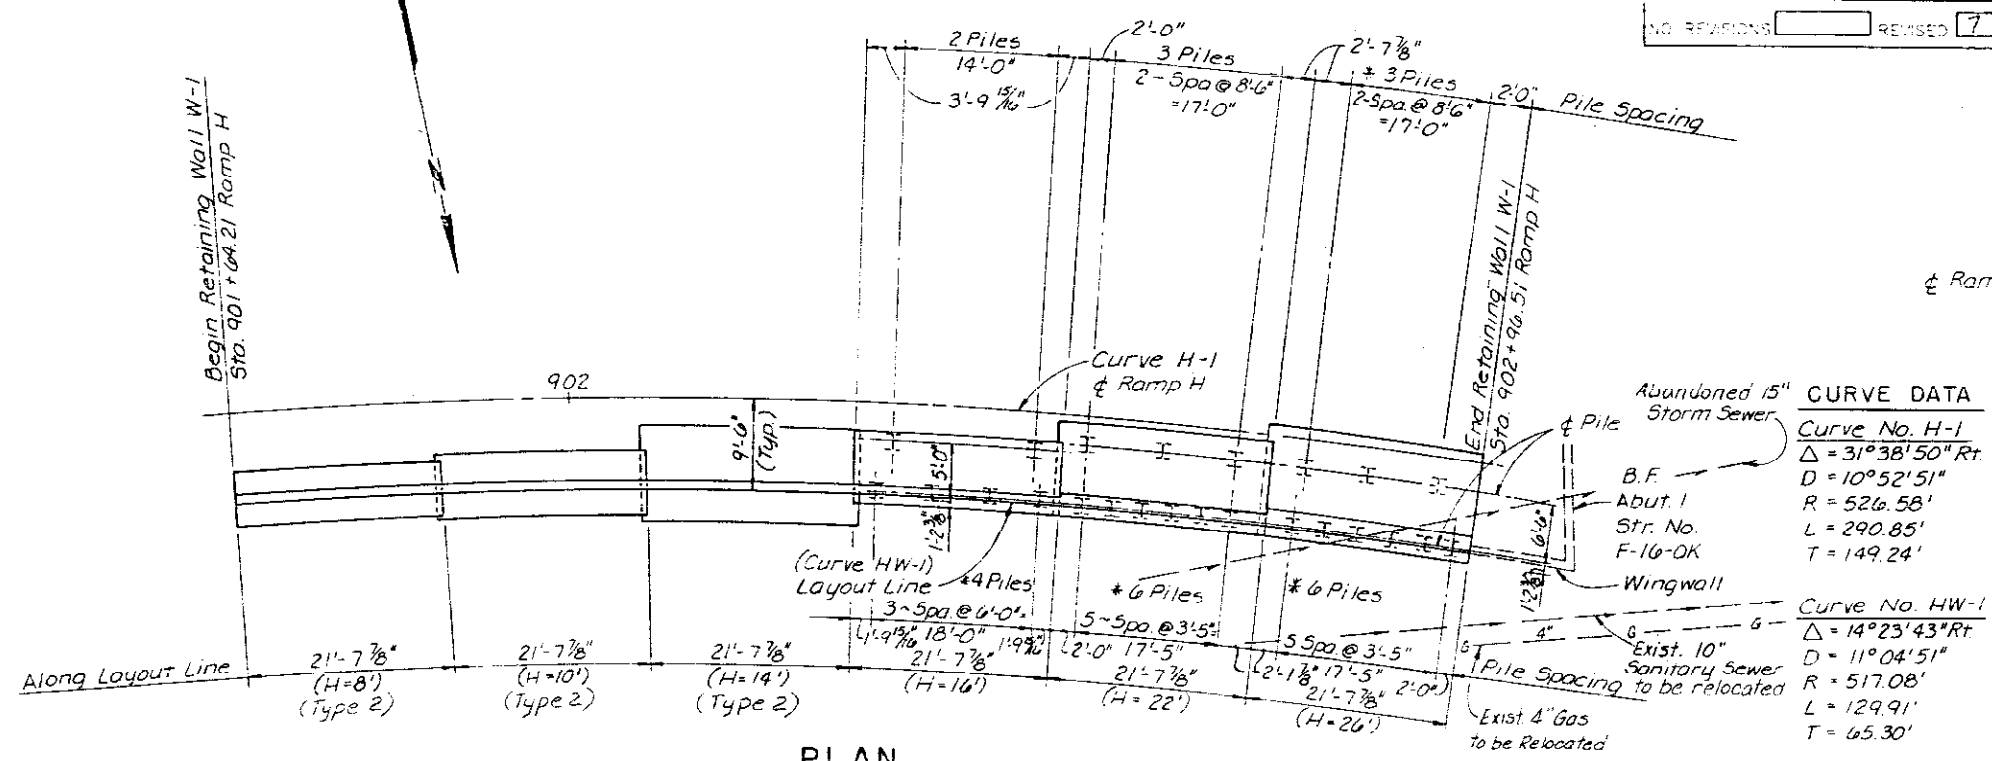 NO REVISIONS REVISED 7
Begin Retaining Wall W-1
Sta. 901+64.21 Ramp H
N
2 Piles
14'-0"
3'-9 15/16"
2'-0"
3 Piles
2-Spa @ 8'-6"
=17'-0"
2'-7 7/8"
* 3 Piles
2-Spa. @ 8'-6"
=17'-0"
2'-0"
Pile Spacing
End Retaining Wall W-1
Sta. 902+96.51 Ramp H
℄ Ram
902
Curve H-1
℄ Ramp H
9'-6"
(Typ.)
5'-0"
1'-2 3/8"
℄ Pile
Abandoned 15"
Storm Sewer
B.F.
Abut. 1
Str. No.
F-16-OK
6'-6"
1'-2 3/8"
Wingwall
(Curve HW-1)
Layout Line
*4 Piles
3~Spa @ 6'-0"=
18'-0"
1'-9 15/16"
1'-9 15/16"
* 6 Piles
5~Spa. @ 3'-5"=
2'-0" 17'-5"
* 6 Piles
5 Spa. @ 3'-5"
2'-1 7/8" 17'-5" 2'-0"
Pile Spacing
4" G G
G
Exist. 10"
Sanitary Sewer
to be relocated
Exist. 4" Gas
to be Relocated
Along Layout Line
21'-7 7/8"
(H=8')
(Type 2)
21'-7 7/8"
(H=10')
(Type 2)
21'-7 7/8"
(H=14')
(Type 2)
21'-7 7/8"
(H=16')
21'-7 7/8"
(H=22')
21'-7 7/8"
(H=26')
CURVE DATA
Curve No. H-1
Δ = 31°38'50" Rt.
D = 10°52'51"
R = 526.58'
L = 290.85'
T = 149.24'
Curve No. HW-1
Δ = 14°23'43" Rt.
D = 11°04'51"
R = 517.08'
L = 129.91'
T = 65.30'
PLAN